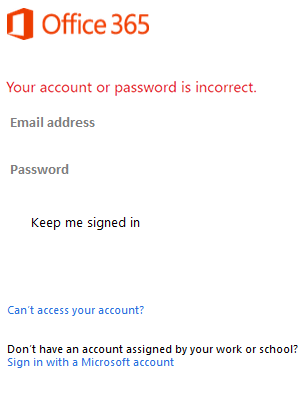 Office 365
Your account or password is incorrect.
Email address
Password
Keep me signed in
Can't access your account?
Don't have an account assigned by your work or school?
Sign in with a Microsoft account